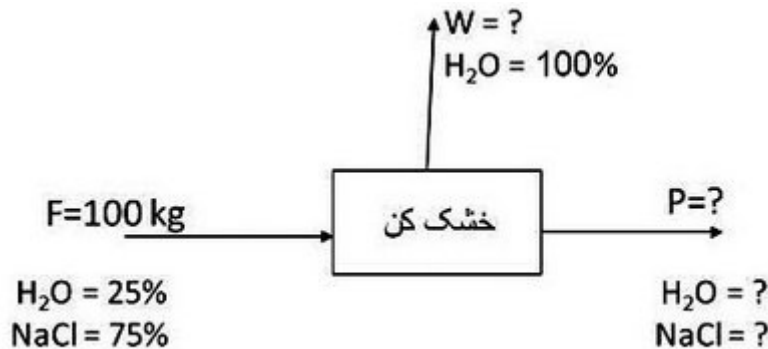 W = ?
H₂O = 100%
F=100 kg
خشک کن
P=?
H₂O = 25%
NaCl = 75%
H₂O = ?
NaCl = ?